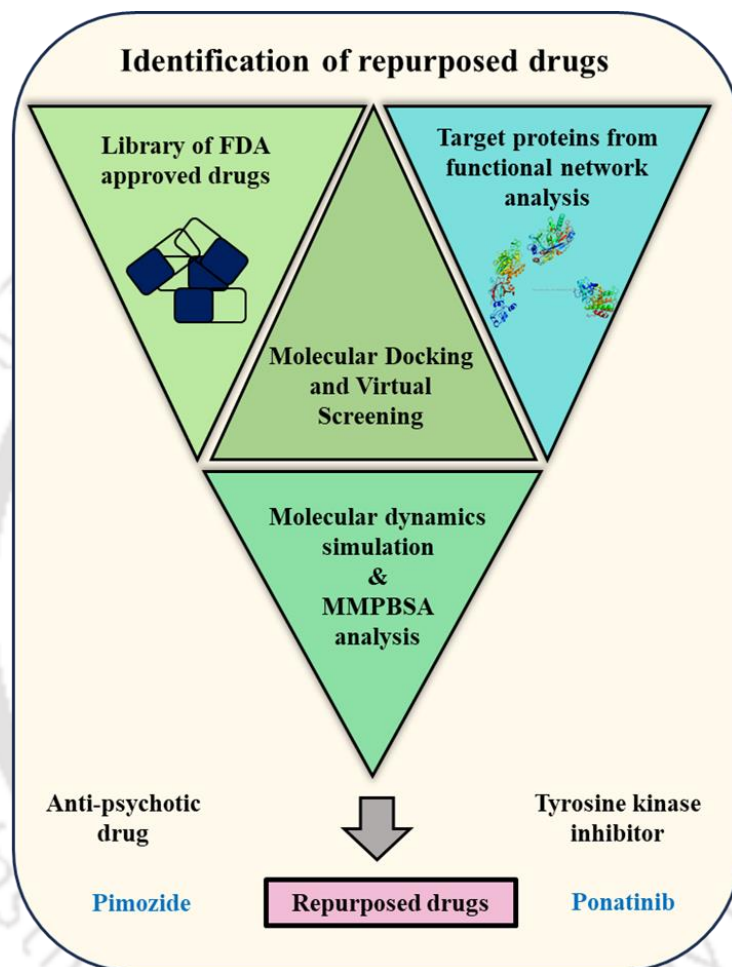 Identification of repurposed drugs
Library of FDA
approved drugs
Target proteins from
functional network
analysis
Molecular Docking
and Virtual
Screening
Molecular dynamics
simulation
&
MMPBSA
analysis
Anti-psychotic
drug
Tyrosine kinase
inhibitor
Pimozide
Repurposed drugs
Ponatinib